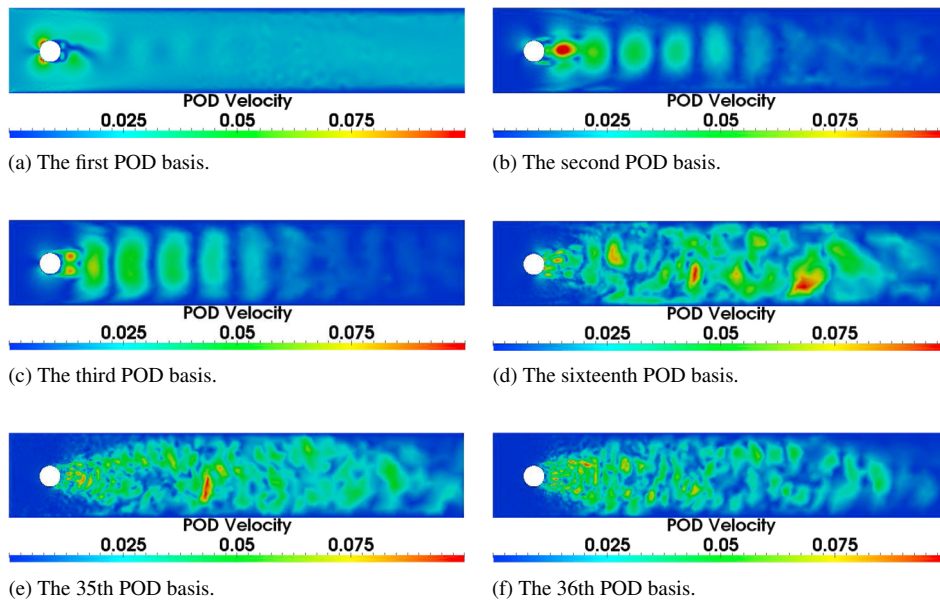 POD Velocity
0.025 0.05 0.075
(a) The first POD basis.
POD Velocity
0.025 0.05 0.075
(b) The second POD basis.
POD Velocity
0.025 0.05 0.075
(c) The third POD basis.
POD Velocity
0.025 0.05 0.075
(d) The sixteenth POD basis.
POD Velocity
0.025 0.05 0.075
(e) The 35th POD basis.
POD Velocity
0.025 0.05 0.075
(f) The 36th POD basis.